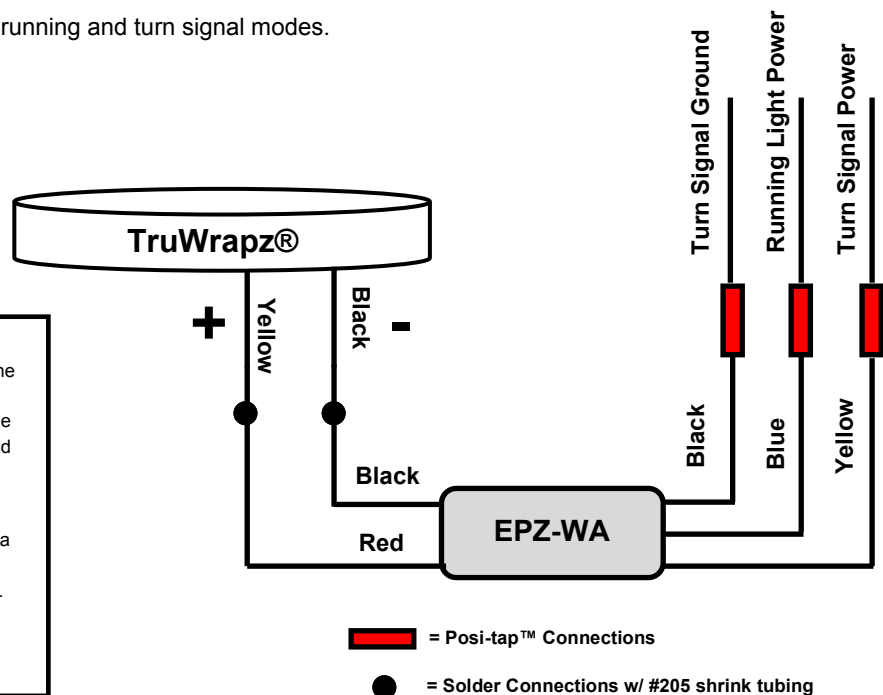 running and turn signal modes.
Turn Signal Ground
Running Light Power
Turn Signal Power
TruWrapz®
+
Yellow
Black
-
Black
Blue
Yellow
Black
Red
EPZ-WA
= Posi-tap™ Connections
= Solder Connections w/ #205 shrink tubing